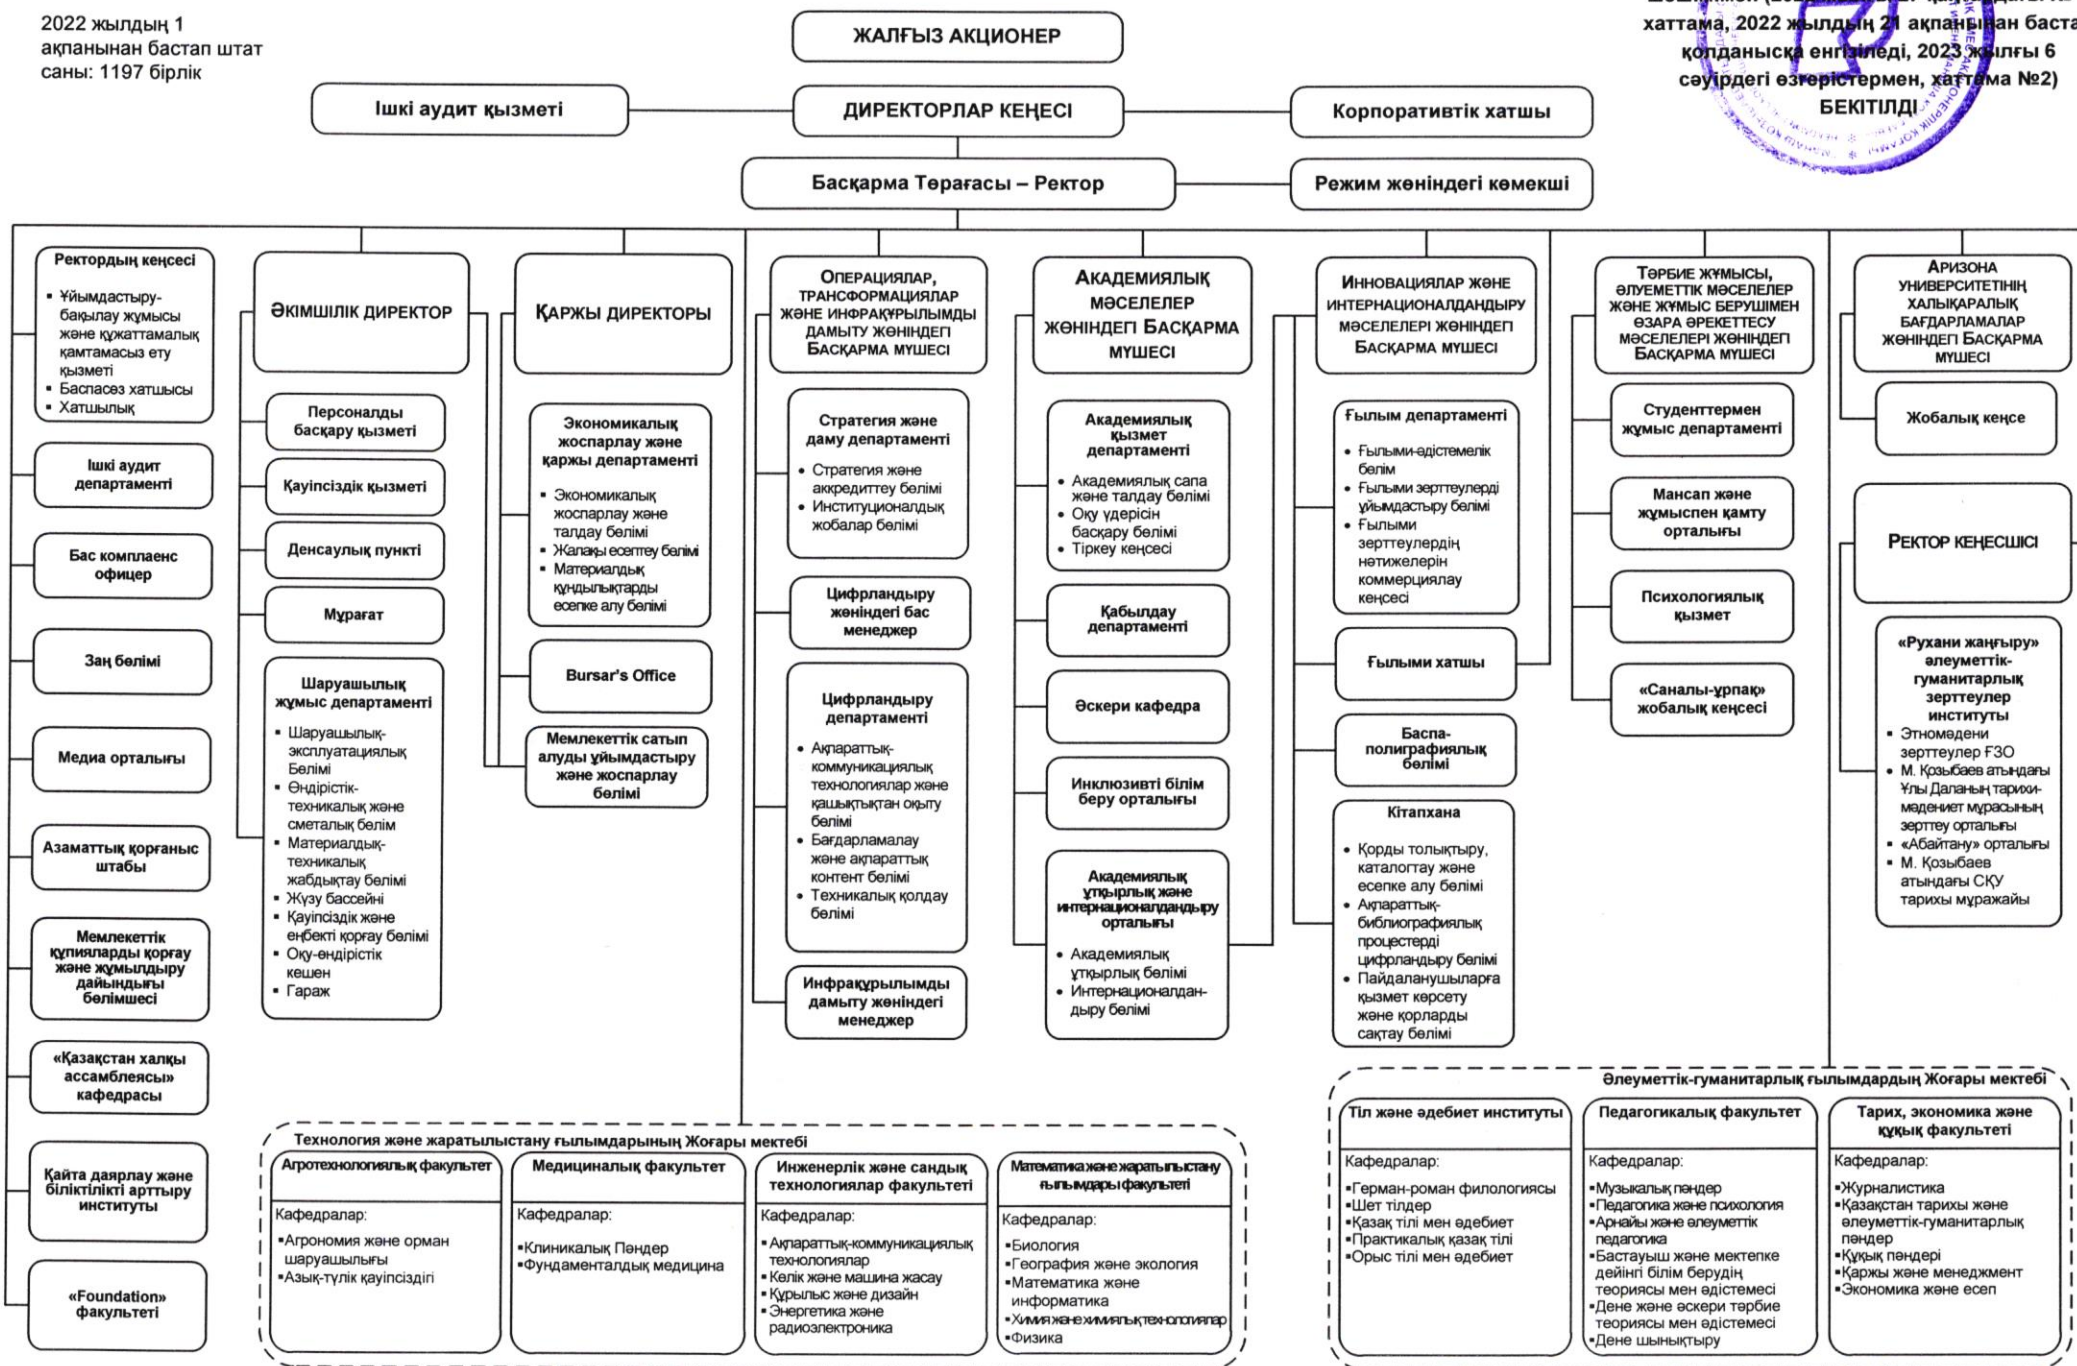 2022 жылдың 1
ақпанынан бастап штат
саны: 1197 бірлік
хаттама, 2022 жылдың 21 ақпанынан баста
қолданысқа енгізіледі, 2023 жылғы 6
сәуірдегі өзгерістермен, хаттама №2)
БЕКІТІЛДІ
ЖАЛҒЫЗ АКЦИОНЕР
Ішкі аудит қызметі
ДИРЕКТОРЛАР КЕҢЕСІ
Корпоративтік хатшы
Басқарма Төрағасы – Ректор
Режим жөніндегі көмекші
Ректордың кеңсесі
▪ Ұйымдастыру-
бақылау жұмысы
және құжаттамалық
қамтамасыз ету
қызметі
▪ Баспасөз хатшысы
▪ Хатшылық
Ішкі аудит
департаменті
Бас комплаенс
офицер
Заң бөлімі
Медиа орталығы
Азаматтық қорғаныс
штабы
Мемлекеттік
құпияларды қорғау
және жұмылдыру
дайындығы
бөлімшесі
«Қазақстан халқы
ассамблеясы»
кафедрасы
Қайта даярлау және
біліктілікті арттыру
институты
«Foundation»
факультеті
ӘКІМШІЛІК ДИРЕКТОР
Персоналды
басқару қызметі
Қауіпсіздік қызметі
Денсаулық пункті
Мұрағат
Шаруашылық
жұмыс департаменті
▪ Шаруашылық-
эксплуатациялық
Бөлімі
▪ Өндірістік-
техникалық және
сметалық бөлім
▪ Материалдық-
техникалық
жабдықтау бөлімі
▪ Жүзу бассейні
▪ Қауіпсіздік және
еңбекті қорғау бөлімі
▪ Оқу-өндірістік
кешен
▪ Гараж
ҚАРЖЫ ДИРЕКТОРЫ
Экономикалық
жоспарлау және
қаржы департаменті
▪ Экономикалық
жоспарлау және
талдау бөлімі
▪ Жалақы есептеу бөлімі
▪ Материалдық
құндылықтарды
есепке алу бөлімі
Bursar's Office
Мемлекеттік сатып
алуды ұйымдастыру
және жоспарлау
бөлімі
ОПЕРАЦИЯЛАР,
ТРАНСФОРМАЦИЯЛАР
ЖӘНЕ ИНФРАҚҰРЫЛЫМДЫ
ДАМЫТУ ЖӨНІНДЕГІ
БАСҚАРМА МҮШЕСІ
Стратегия және
даму департаменті
• Стратегия және
аккредиттеу бөлімі
• Институционалдық
жобалар бөлімі
Цифрландыру
жөніндегі бас
менеджер
Цифрландыру
департаменті
• Ақпараттық-
коммуникациялық
технологиялар және
қашықтықтан оқыту
бөлімі
• Бағдарламалау
және ақпараттық
контент бөлімі
• Техникалық қолдау
бөлімі
Инфрақұрылымды
дамыту жөніндегі
менеджер
АКАДЕМИЯЛЫҚ
МӘСЕЛЕЛЕР
ЖӨНІНДЕГІ БАСҚАРМА
МҮШЕСІ
Академиялық
қызмет
департаменті
• Академиялық сапа
және талдау бөлімі
• Оқу үдерісін
басқару бөлімі
• Тіркеу кеңсесі
Қабылдау
департаменті
Әскери кафедра
Инклюзивті білім
беру орталығы
Академиялық
ұтқырлық және
интернационалдандыру
орталығы
• Академиялық
ұтқырлық бөлімі
• Интернационалдан-
дыру бөлімі
ИННОВАЦИЯЛАР ЖӘНЕ
ИНТЕРНАЦИОНАЛДАНДЫРУ
МӘСЕЛЕЛЕРІ ЖӨНІНДЕГІ
БАСҚАРМА МҮШЕСІ
Ғылым департаменті
• Ғылыми-әдістемелік
бөлім
• Ғылыми зерттеулерді
ұйымдастыру бөлімі
• Ғылыми
зерттеулердің
нәтижелерін
коммерциялау
кеңсесі
Ғылыми хатшы
Баспа-
полиграфиялық
бөлімі
Кітапхана
• Қорды толықтыру,
каталогтау және
есепке алу бөлімі
• Ақпараттық-
библиографиялық
процестерді
цифрландыру бөлімі
• Пайдаланушыларға
қызмет көрсету
және қорларды
сақтау бөлімі
ТӘРБИЕ ЖҰМЫСЫ,
ӘЛУЕМЕТТІК МӘСЕЛЕЛЕР
ЖӘНЕ ЖҰМЫС БЕРУШІМЕН
ӨЗАРА ӘРЕКЕТТЕСУ
МӘСЕЛЕЛЕРІ ЖӨНІНДЕГІ
БАСҚАРМА МҮШЕСІ
Студенттермен
жұмыс департаменті
Мансап және
жұмыспен қамту
орталығы
Психологиялық
қызмет
«Саналы-ұрпақ»
жобалық кеңсесі
АРИЗОНА
УНИВЕРСИТЕТІНІҢ
ХАЛЫҚАРАЛЫҚ
БАҒДАРЛАМАЛАР
ЖӨНІНДЕГІ БАСҚАРМА
МҮШЕСІ
Жобалық кеңсе
РЕКТОР КЕҢЕСШІСІ
«Рухани жаңғыру»
әлеуметтік-
гуманитарлық
зерттеулер
институты
▪ Этномәдени
зерттеулер ҒЗО
• М. Қозыбаев атындағы
Ұлы Даланың тарихи-
мәдениет мұрасының
зерттеу орталығы
▪ «Абайтану» орталығы
▪ М. Қозыбаев
атындағы СҚУ
тарихы мұражайы
Технология және жаратылыстану ғылымдарының Жоғары мектебі
Агротехнологиялық факультет
Кафедралар:
▪Агрономия және орман
шаруашылығы
▪Азық-түлік қауіпсіздігі
Медициналық факультет
Кафедралар:
▪Клиникалық Пәндер
▪Фундаменталдық медицина
Инженерлік және сандық
технологиялар факультеті
Кафедралар:
▪Ақпараттық-коммуникациялық
технологиялар
▪Көлік және машина жасау
▪Құрылыс және дизайн
▪Энергетика және
радиоэлектроника
Математика және жаратылыстану
ғылымдары факультеті
Кафедралар:
▪Биология
▪География және экология
▪Математика және
информатика
▪Химия және химиялық технологиялар
▪Физика
Әлеуметтік-гуманитарлық ғылымдардың Жоғары мектебі
Тіл және әдебиет институты
Кафедралар:
▪Герман-роман филологиясы
▪Шет тілдер
▪Қазақ тілі мен әдебиет
▪Практикалық қазақ тілі
▪Орыс тілі мен әдебиет
Педагогикалық факультет
Кафедралар:
▪Музыкалық пәндер
▪Педагогика және психология
▪Арнайы және әлеуметтік
педагогика
▪Бастауыш және мектепке
дейінгі білім берудің
теориясы мен әдістемесі
▪Дене және әскери тәрбие
теориясы мен әдістемесі
▪Дене шынықтыру
Тарих, экономика және
құқық факультеті
Кафедралар:
▪Журналистика
▪Қазақстан тарихы және
әлеуметтік-гуманитарлық
пәндер
▪Құқық пәндері
▪Қаржы және менеджмент
▪Экономика және есеп